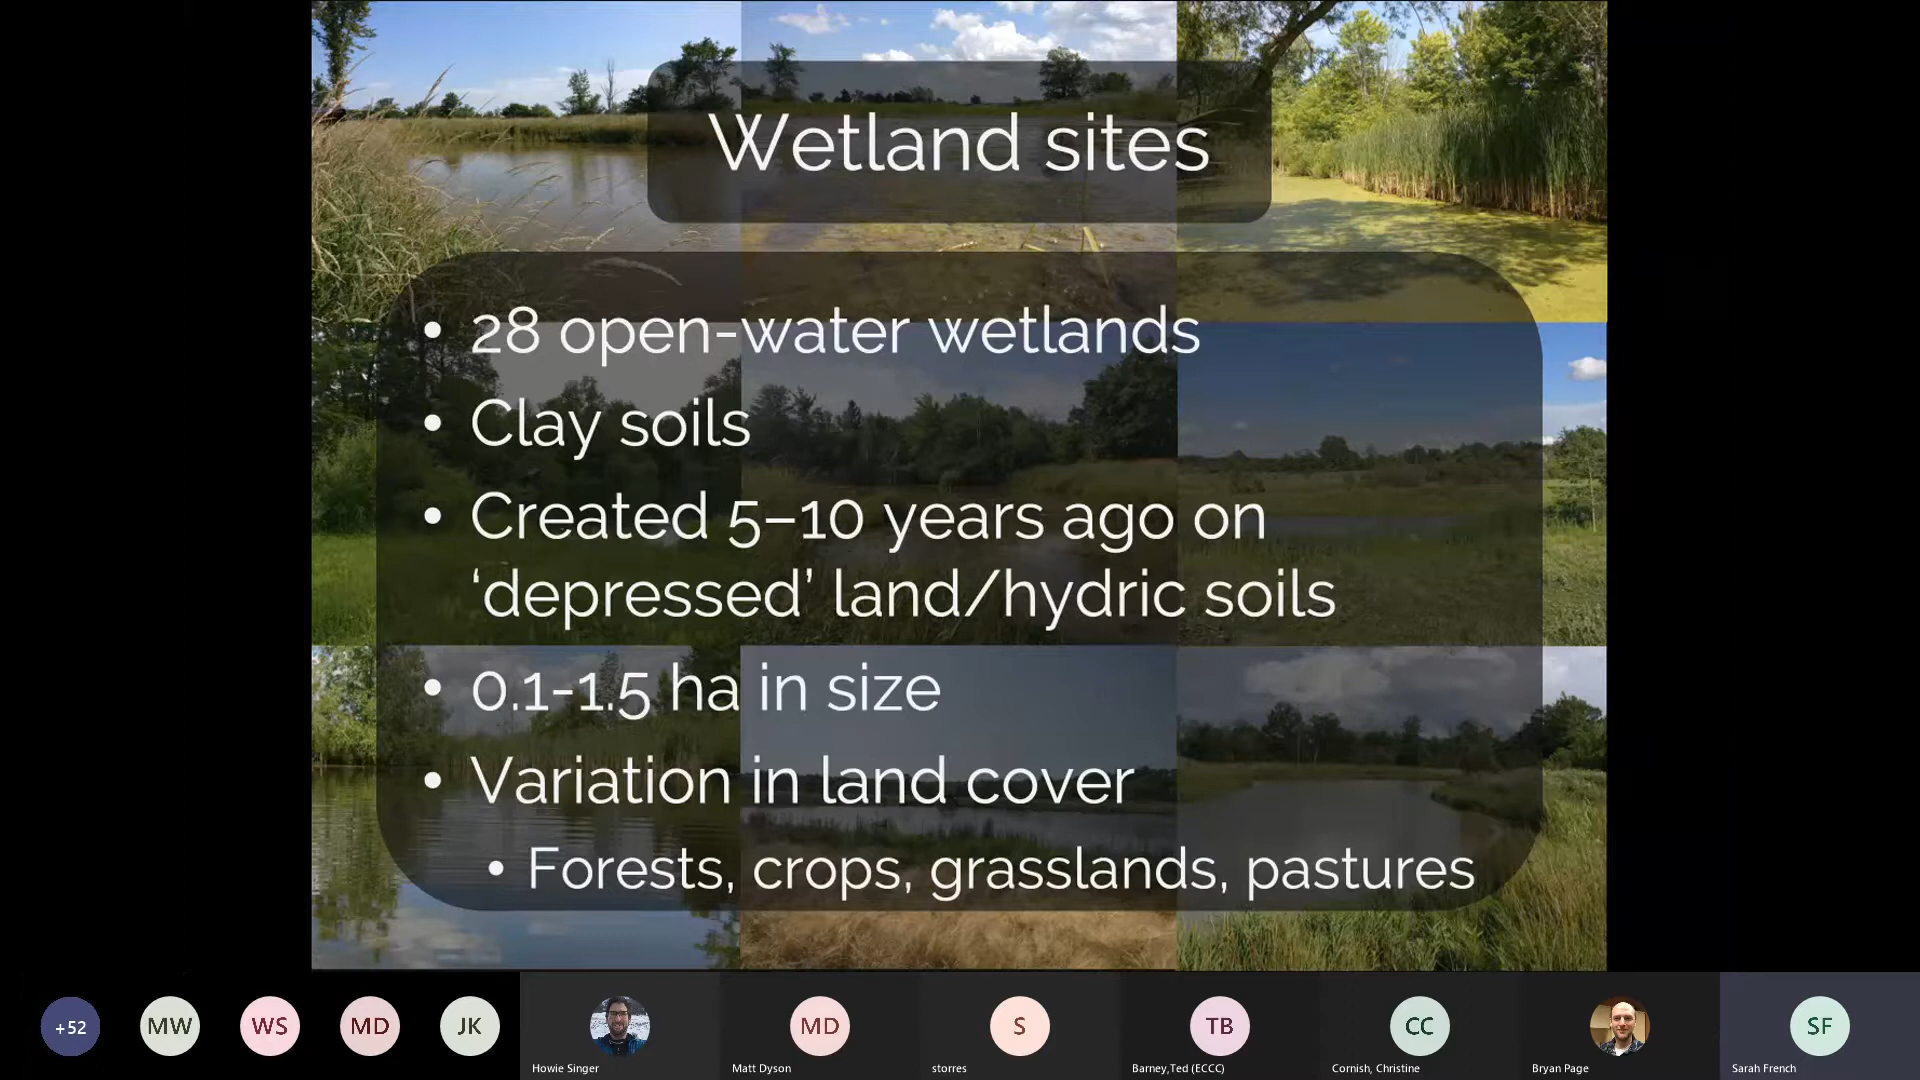 Wetland sites
• 28 open-water wetlands
• Clay soils
• Created 5–10 years ago on
‘depressed’ land/hydric soils
• 0.1-1.5 ha in size
• Variation in land cover
• Forests, crops, grasslands, pastures
+52
MW
WS
MD
JK
MD
S
TB
CC
SF
Howie Singer
Matt Dyson
storres
Barney,Ted (ECCC)
Cornish, Christine
Bryan Page
Sarah French